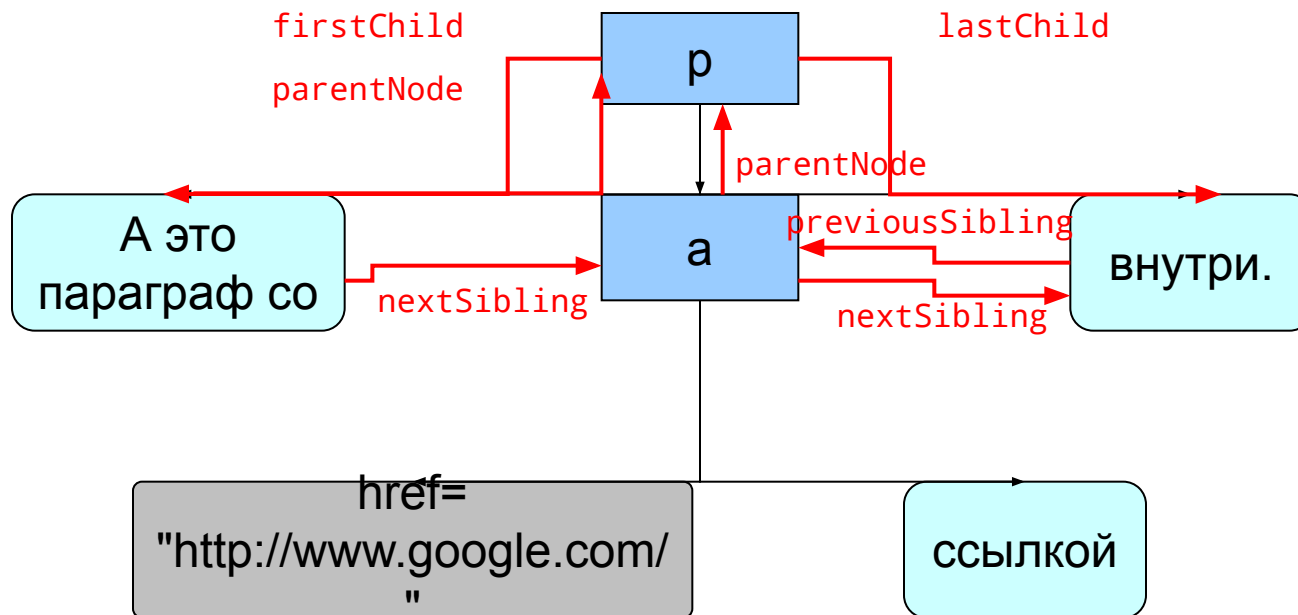 firstChild
lastChild
p
parentNode
parentNode
А это
параграф со
a
previousSibling
внутри.
nextSibling
nextSibling
href=
"http://www.google.com/
"
ссылкой